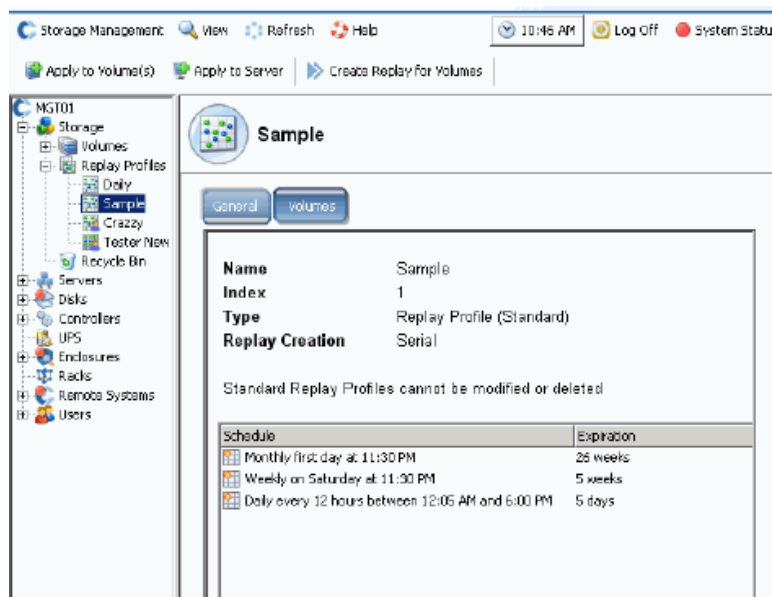 Storage Management View Refresh Help 10:46 AM Log Off System Statu
Apply to Volume(s) Apply to Server Create Replay for Volumes
MGT01
Storage
Volumes
Replay Profiles
Daily
Sample
Crazzy
Tester New
Recycle Bin
Servers
Disks
Controllers
UPS
Enclosures
Racks
Remote Systems
Users
Sample
General Volumes
Name Sample
Index 1
Type Replay Profile (Standard)
Replay Creation Serial
Standard Replay Profiles cannot be modified or deleted
Schedule Expiration
Monthly first day at 11:30 PM 26 weeks
Weekly on Saturday at 11:30 PM 5 weeks
Daily every 12 hours between 12:05 AM and 6:00 PM 5 days